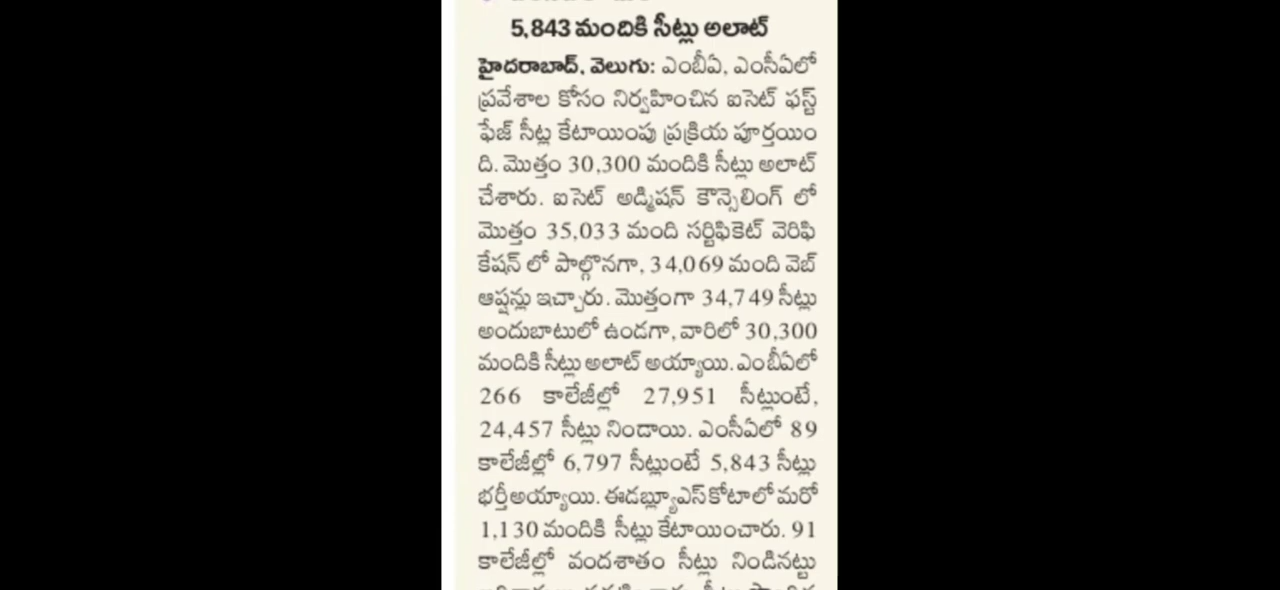 5,843 మందికి సీట్లు అలాట్
హైదరాబాద్, వెలుగు: ఎంబీఏ, ఎంసీఏలో
ప్రవేశాల కోసం నిర్వహించిన ఐసెట్ ఫస్ట్
ఫేజ్ సీట్ల కేటాయింపు ప్రక్రియ పూర్తయిం
ది. మొత్తం 30,300 మందికి సీట్లు అలాట్
చేశారు. ఐసెట్ అడ్మిషన్ కౌన్సెలింగ్ లో
మొత్తం 35,033 మంది సర్టిఫికెట్ వెరిఫి
కేషన్ లో పాల్గొనగా, 34,069 మంది వెబ్
ఆప్షన్లు ఇచ్చారు. మొత్తంగా 34,749 సీట్లు
అందుబాటులో ఉండగా, వారిలో 30,300
మందికి సీట్లు అలాట్ అయ్యాయి. ఎంబీఏలో
266 కాలేజీల్లో 27,951 సీట్లుంటే,
24,457 సీట్లు నిండాయి. ఎంసీఏలో 89
కాలేజీల్లో 6,797 సీట్లుంటే 5,843 సీట్లు
భర్తీఅయ్యాయి. ఈడబ్ల్యూఎస్ కోటాలో మరో
1,130 మందికి సీట్లు కేటాయించారు. 91
కాలేజీల్లో వందశాతం సీట్లు నిండినట్టు